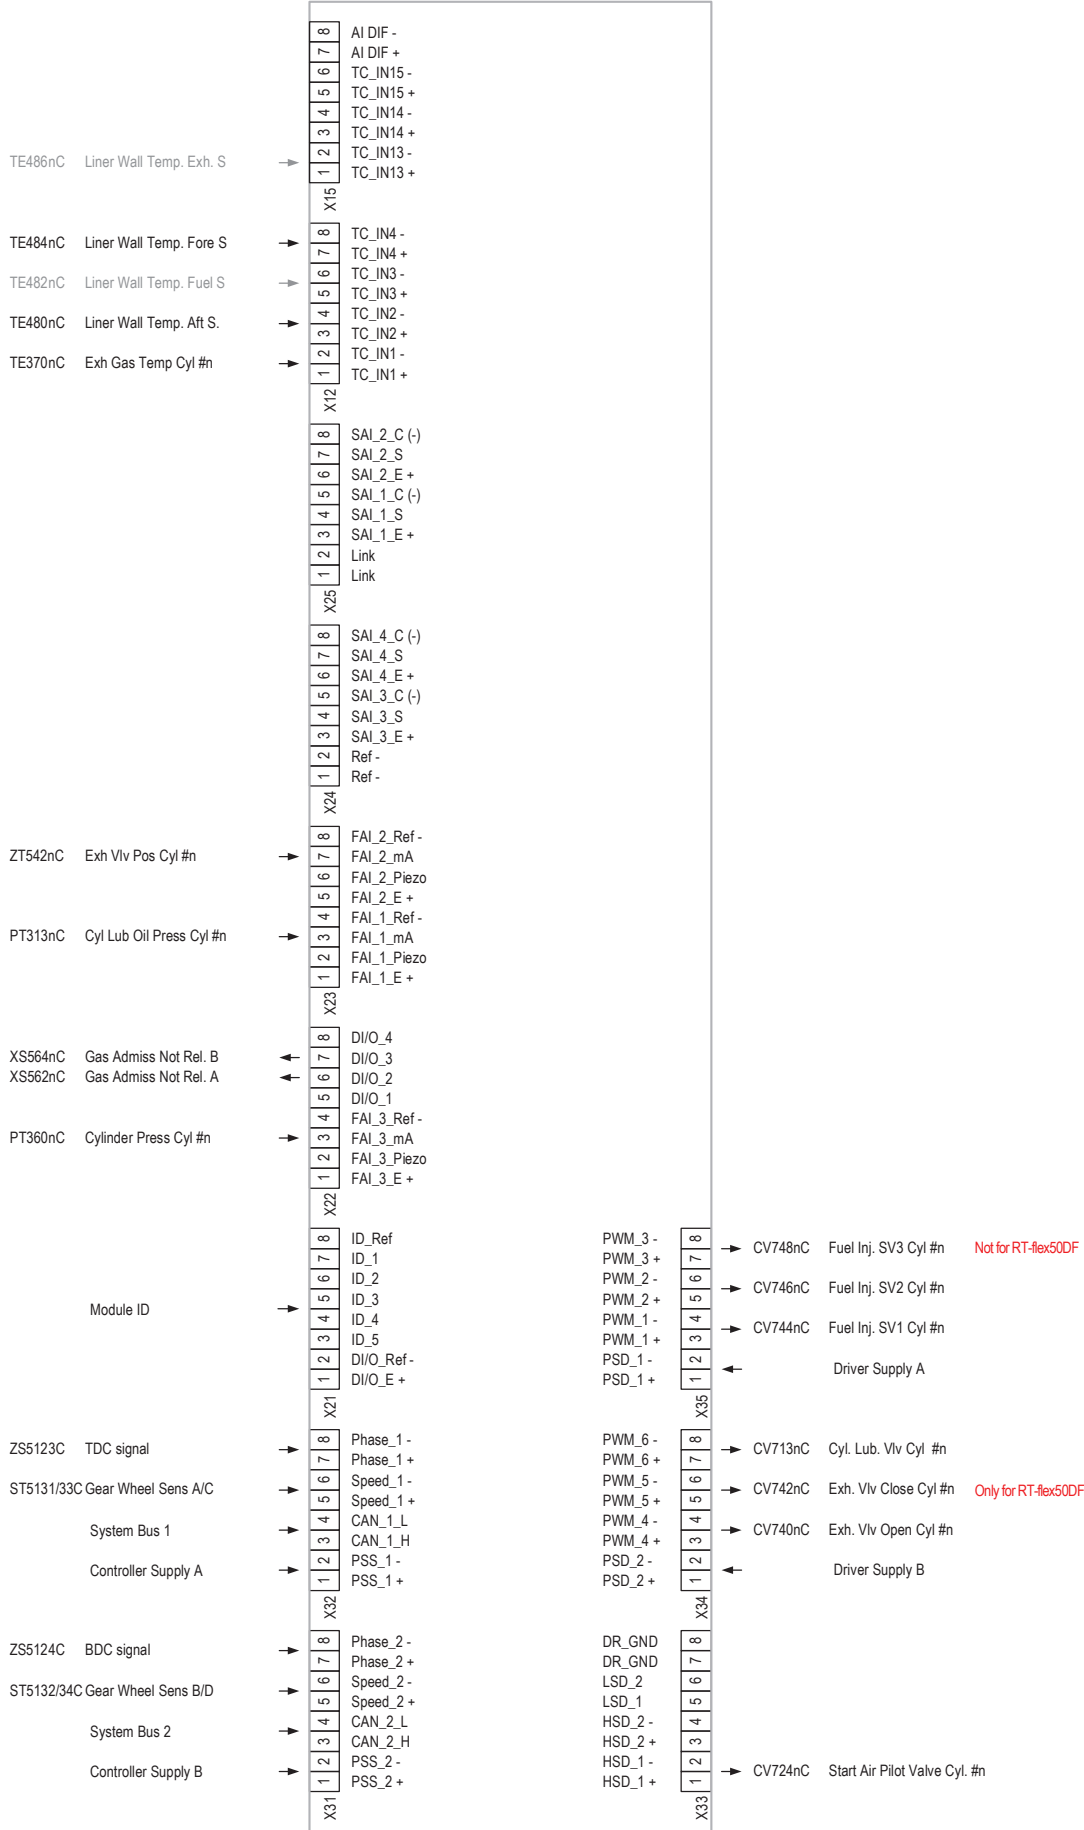 8 AI DIF -
7 AI DIF +
6 TC_IN15 -
5 TC_IN15 +
4 TC_IN14 -
3 TC_IN14 +
2 TC_IN13 -
TE486nC Liner Wall Temp. Exh. S
1 TC_IN13 +
X15
8 TC_IN4 -
TE484nC Liner Wall Temp. Fore S
7 TC_IN4 +
6 TC_IN3 -
TE482nC Liner Wall Temp. Fuel S
5 TC_IN3 +
4 TC_IN2 -
TE480nC Liner Wall Temp. Aft S.
3 TC_IN2 +
2 TC_IN1 -
TE370nC Exh Gas Temp Cyl #n
1 TC_IN1 +
X12
8 SAI_2_C (-)
7 SAI_2_S
6 SAI_2_E +
5 SAI_1_C (-)
4 SAI_1_S
3 SAI_1_E +
2 Link
1 Link
X25
8 SAI_4_C (-)
7 SAI_4_S
6 SAI_4_E +
5 SAI_3_C (-)
4 SAI_3_S
3 SAI_3_E +
2 Ref -
1 Ref -
X24
8 FAI_2_Ref -
ZT542nC Exh Vlv Pos Cyl #n 7 FAI_2_mA
6 FAI_2_Piezo
5 FAI_2_E +
4 FAI_1_Ref -
PT313nC Cyl Lub Oil Press Cyl #n 3 FAI_1_mA
2 FAI_1_Piezo
1 FAI_1_E +
X23
8 DI/O_4
XS564nC Gas Admiss Not Rel. B 7 DI/O_3
XS562nC Gas Admiss Not Rel. A 6 DI/O_2
5 DI/O_1
4 FAI_3_Ref -
PT360nC Cylinder Press Cyl #n 3 FAI_3_mA
2 FAI_3_Piezo
1 FAI_3_E +
X22
8 ID_Ref PWM_3 - 8
CV748nC Fuel Inj. SV3 Cyl #n Not for RT-flex50DF
7 ID_1 PWM_3 + 7
6 ID_2 PWM_2 - 6
CV746nC Fuel Inj. SV2 Cyl #n
5 ID_3 PWM_2 + 5
Module ID
4 ID_4 PWM_1 - 4
CV744nC Fuel Inj. SV1 Cyl #n
3 ID_5 PWM_1 + 3
2 DI/O_Ref - PSD_1 - 2
Driver Supply A
1 DI/O_E + PSD_1 + 1
X21 X35
8 Phase_1 - PWM_6 - 8
ZS5123C TDC signal CV713nC Cyl. Lub. Vlv Cyl #n
7 Phase_1 + PWM_6 + 7
6 Speed_1 - PWM_5 - 6
ST5131/33C Gear Wheel Sens A/C CV742nC Exh. Vlv Close Cyl #n Only for RT-flex50DF
5 Speed_1 + PWM_5 + 5
4 CAN_1_L PWM_4 - 4
System Bus 1 CV740nC Exh. Vlv Open Cyl #n
3 CAN_1_H PWM_4 + 3
2 PSS_1 - PSD_2 - 2
Controller Supply A Driver Supply B
1 PSS_1 + PSD_2 + 1
X32 X34
8 Phase_2 - DR_GND 8
ZS5124C BDC signal
7 Phase_2 + DR_GND 7
6 Speed_2 - LSD_2 6
ST5132/34C Gear Wheel Sens B/D
5 Speed_2 + LSD_1 5
4 CAN_2_L HSD_2 - 4
System Bus 2
3 CAN_2_H HSD_2 + 3
2 PSS_2 - HSD_1 - 2
Controller Supply B CV724nC Start Air Pilot Valve Cyl. #n
1 PSS_2 + HSD_1 + 1
X31 X33